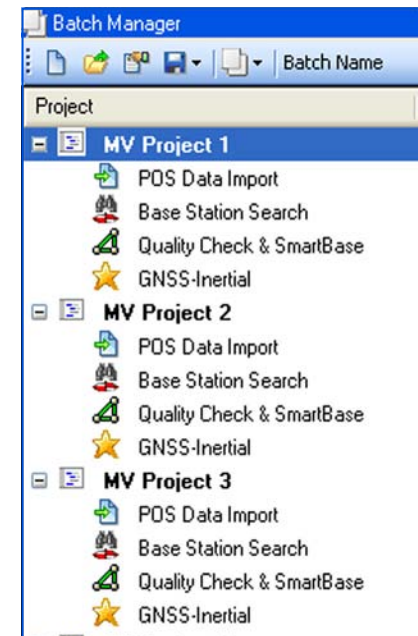 Batch Manager
Batch Name
Project
MV Project 1
POS Data Import
Base Station Search
Quality Check & SmartBase
GNSS-Inertial
MV Project 2
POS Data Import
Base Station Search
Quality Check & SmartBase
GNSS-Inertial
MV Project 3
POS Data Import
Base Station Search
Quality Check & SmartBase
GNSS-Inertial